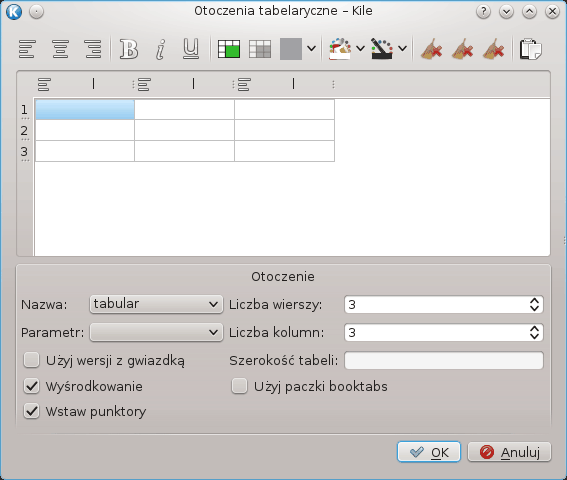 Otoczenia tabelaryczne – Kile
B i U
1
2
3
Otoczenie
Nazwa: tabular Liczba wierszy: 3
Parametr: Liczba kolumn: 3
Użyj wersji z gwiazdką Szerokość tabeli:
Wyśrodkowanie Użyj paczki booktabs
Wstaw punktory
OK Anuluj